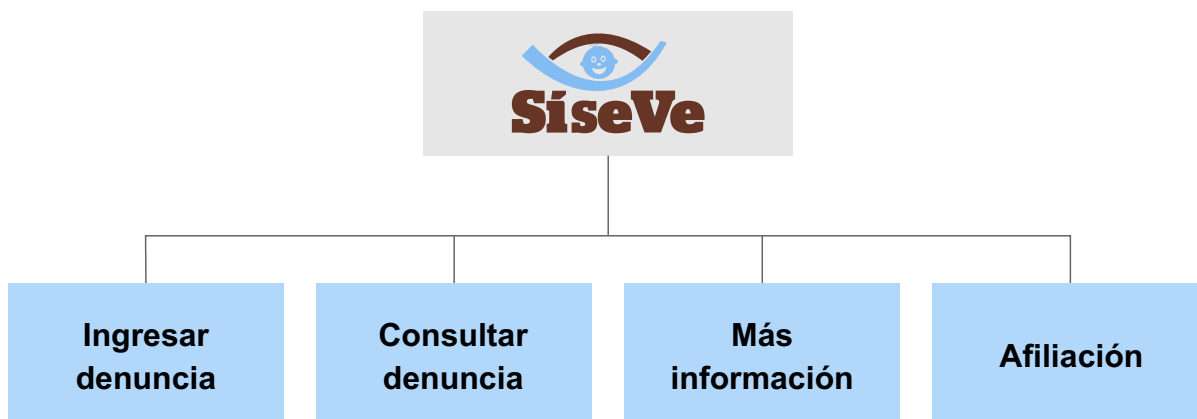 SíseVe
Ingresar
denuncia
Consultar
denuncia
Más
información
Afiliación